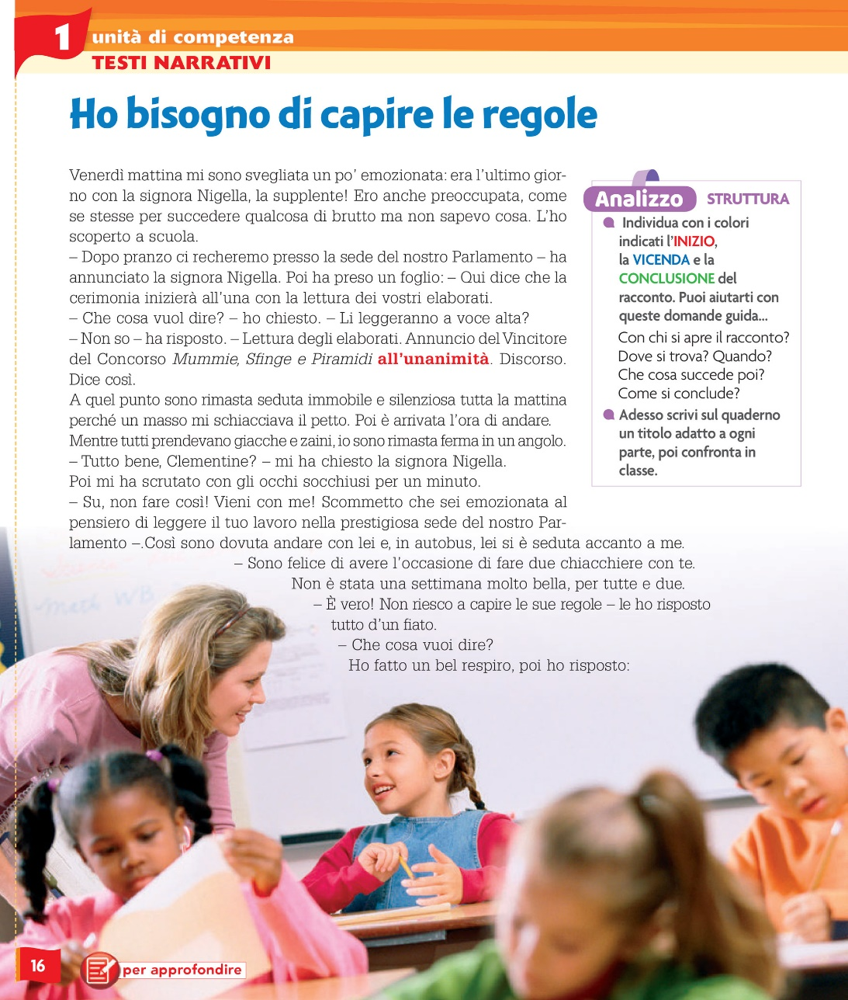 1
unità di competenza
TESTI NARRATIVI
Ho bisogno di capire le regole
Venerdì mattina mi sono svegliata un po’ emozionata: era l’ultimo gior-
no con la signora Nigella, la supplente! Ero anche preoccupata, come
se stesse per succedere qualcosa di brutto ma non sapevo cosa. L’ho
scoperto a scuola.
– Dopo pranzo ci recheremo presso la sede del nostro Parlamento – ha
annunciato la signora Nigella. Poi ha preso un foglio: – Qui dice che la
cerimonia inizierà all’una con la lettura dei vostri elaborati.
– Che cosa vuol dire? – ho chiesto. – Li leggeranno a voce alta?
– Non so – ha risposto. – Lettura degli elaborati. Annuncio del Vincitore
del Concorso Mummie, Sfinge e Piramidi all’unanimità. Discorso.
Dice così.
A quel punto sono rimasta seduta immobile e silenziosa tutta la mattina
perché un masso mi schiacciava il petto. Poi è arrivata l’ora di andare.
Mentre tutti prendevano giacche e zaini, io sono rimasta ferma in un angolo.
– Tutto bene, Clementine? – mi ha chiesto la signora Nigella.
Poi mi ha scrutato con gli occhi socchiusi per un minuto.
– Su, non fare così! Vieni con me! Scommetto che sei emozionata al
pensiero di leggere il tuo lavoro nella prestigiosa sede del nostro Par-
lamento –.Così sono dovuta andare con lei e, in autobus, lei si è seduta accanto a me.
– Sono felice di avere l’occasione di fare due chiacchiere con te.
Non è stata una settimana molto bella, per tutte e due.
– È vero! Non riesco a capire le sue regole – le ho risposto
tutto d’un fiato.
– Che cosa vuoi dire?
Ho fatto un bel respiro, poi ho risposto:
Analizzo STRUTTURA
Individua con i colori
indicati l’INIZIO,
la VICENDA e la
CONCLUSIONE del
racconto. Puoi aiutarti con
queste domande guida...
Con chi si apre il racconto?
Dove si trova? Quando?
Che cosa succede poi?
Come si conclude?
Adesso scrivi sul quaderno
un titolo adatto a ogni
parte, poi confronta in
classe.
Math WB
16
per approfondire